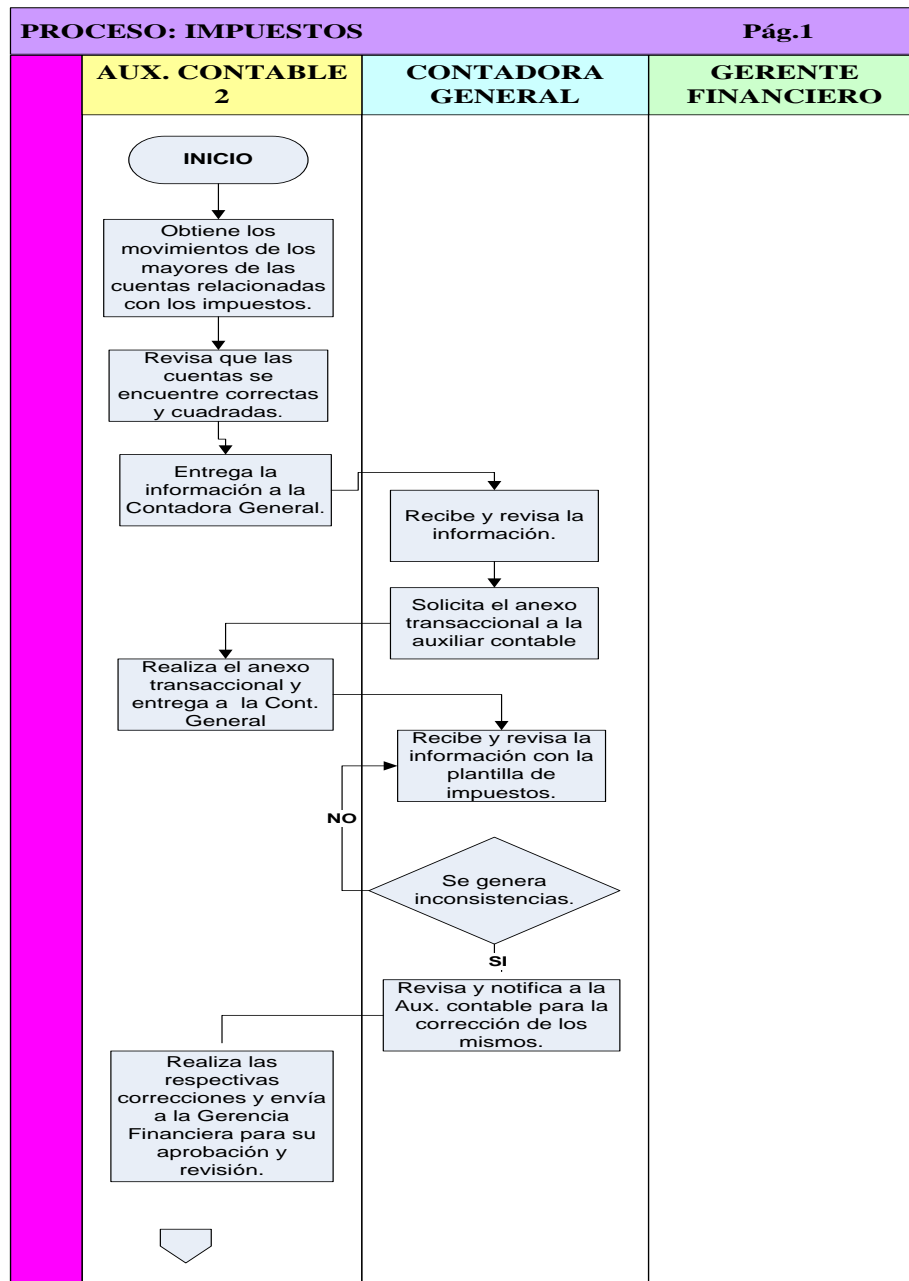 PROCESO: IMPUESTOS Pág.1
AUX. CONTABLE
2
CONTADORA
GENERAL
GERENTE
FINANCIERO
INICIO
Obtiene los
movimientos de los
mayores de las
cuentas relacionadas
con los impuestos.
Revisa que las
cuentas se
encuentre correctas
y cuadradas.
Entrega la
información a la
Contadora General.
Recibe y revisa la
información.
Solicita el anexo
transaccional a la
auxiliar contable
Realiza el anexo
transaccional y
entrega a la Cont.
General
Recibe y revisa la
información con la
plantilla de
impuestos.
NO
Se genera
inconsistencias.
SI
Revisa y notifica a la
Aux. contable para la
corrección de los
mismos.
Realiza las
respectivas
correcciones y envía
a la Gerencia
Financiera para su
aprobación y
revisión.